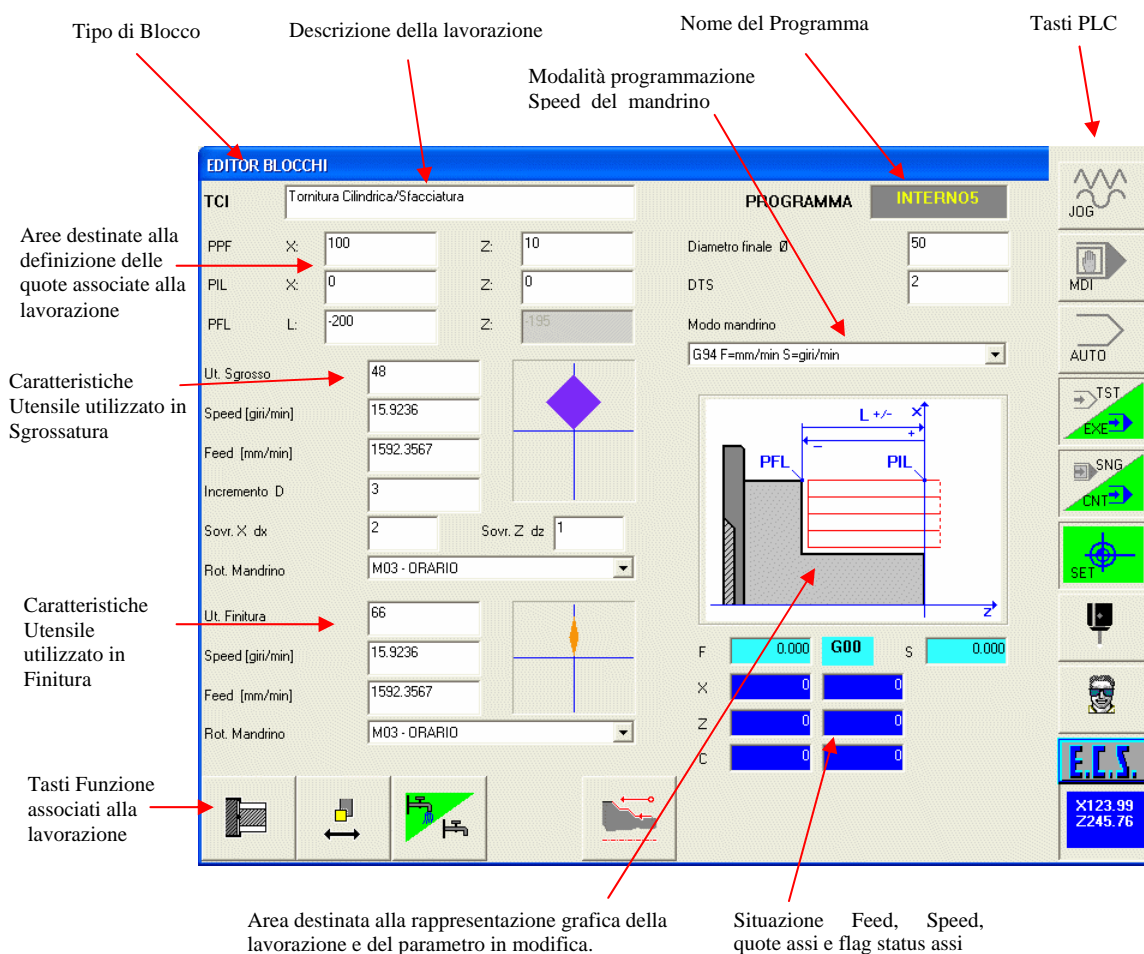 Tipo di Blocco
Descrizione della lavorazione
Nome del Programma
Tasti PLC
Modalità programmazione
Speed del mandrino
EDITOR BLOCCHI
TCI Tornitura Cilindrica/Sfacciatura
PROGRAMMA INTERNO5
Aree destinate alla
definizione delle
quote associate alla
lavorazione
PPF X: 100 Z: 10
PIL X: 0 Z: 0
PFL L: -200 Z: -195
Diametro finale Ø 50
DTS 2
Modo mandrino
G94 F=mm/min S=giri/min
Caratteristiche
Utensile utilizzato in
Sgrossatura
Ut. Sgrosso 48
Speed [giri/min] 15.9236
Feed [mm/min] 1592.3567
Incremento D 3
Sovr. X dx 2 Sovr. Z dz 1
Rot. Mandrino M03 - ORARIO
Caratteristiche
Utensile
utilizzato in
Finitura
Ut. Finitura 66
Speed [giri/min] 15.9236
Feed [mm/min] 1592.3567
Rot. Mandrino M03 - ORARIO
L +/- X
+
−
PFL PIL
Z
F 0.000 G00 S 0.000
X 0 0
Z 0 0
C 0 0
JOG
MDI
AUTO
TST
EXE
SNG
CNT
SET
E.C.S.
X123.99
Z245.76
Tasti Funzione
associati alla
lavorazione
Area destinata alla rappresentazione grafica della
lavorazione e del parametro in modifica.
Situazione Feed, Speed,
quote assi e flag status assi